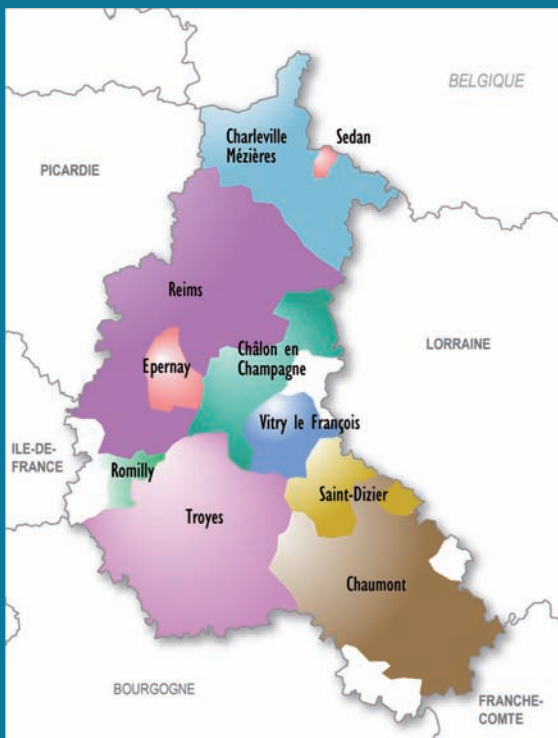 BELGIQUE
Charleville
Mézières
Sedan
PICARDIE
Reims
Châlon en
Champagne
LORRAINE
Epernay
Vitry le François
ILE-DE-
FRANCE
Romilly
Saint-Dizier
Troyes
Chaumont
BOURGOGNE
FRANCHE-
COMTE